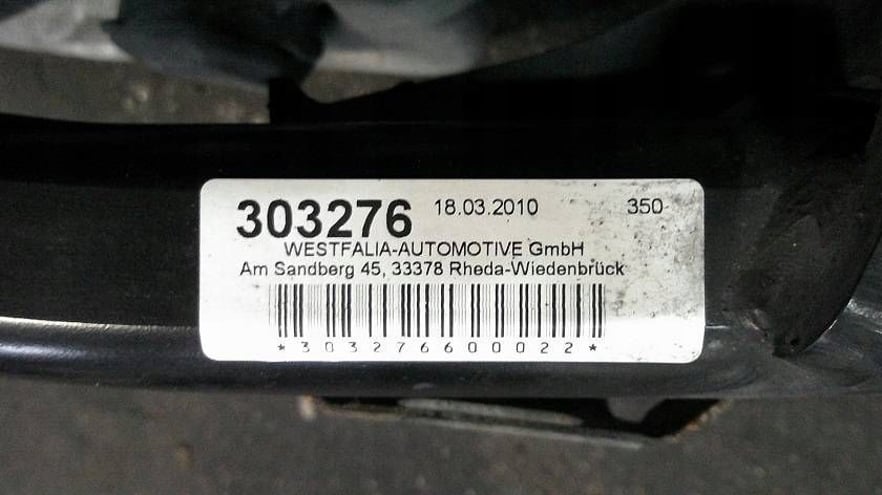 303276 18.03.2010 350
WESTFALIA-AUTOMOTIVE GmbH
Am Sandberg 45, 33378 Rheda-Wiedenbrück
*303276600022*